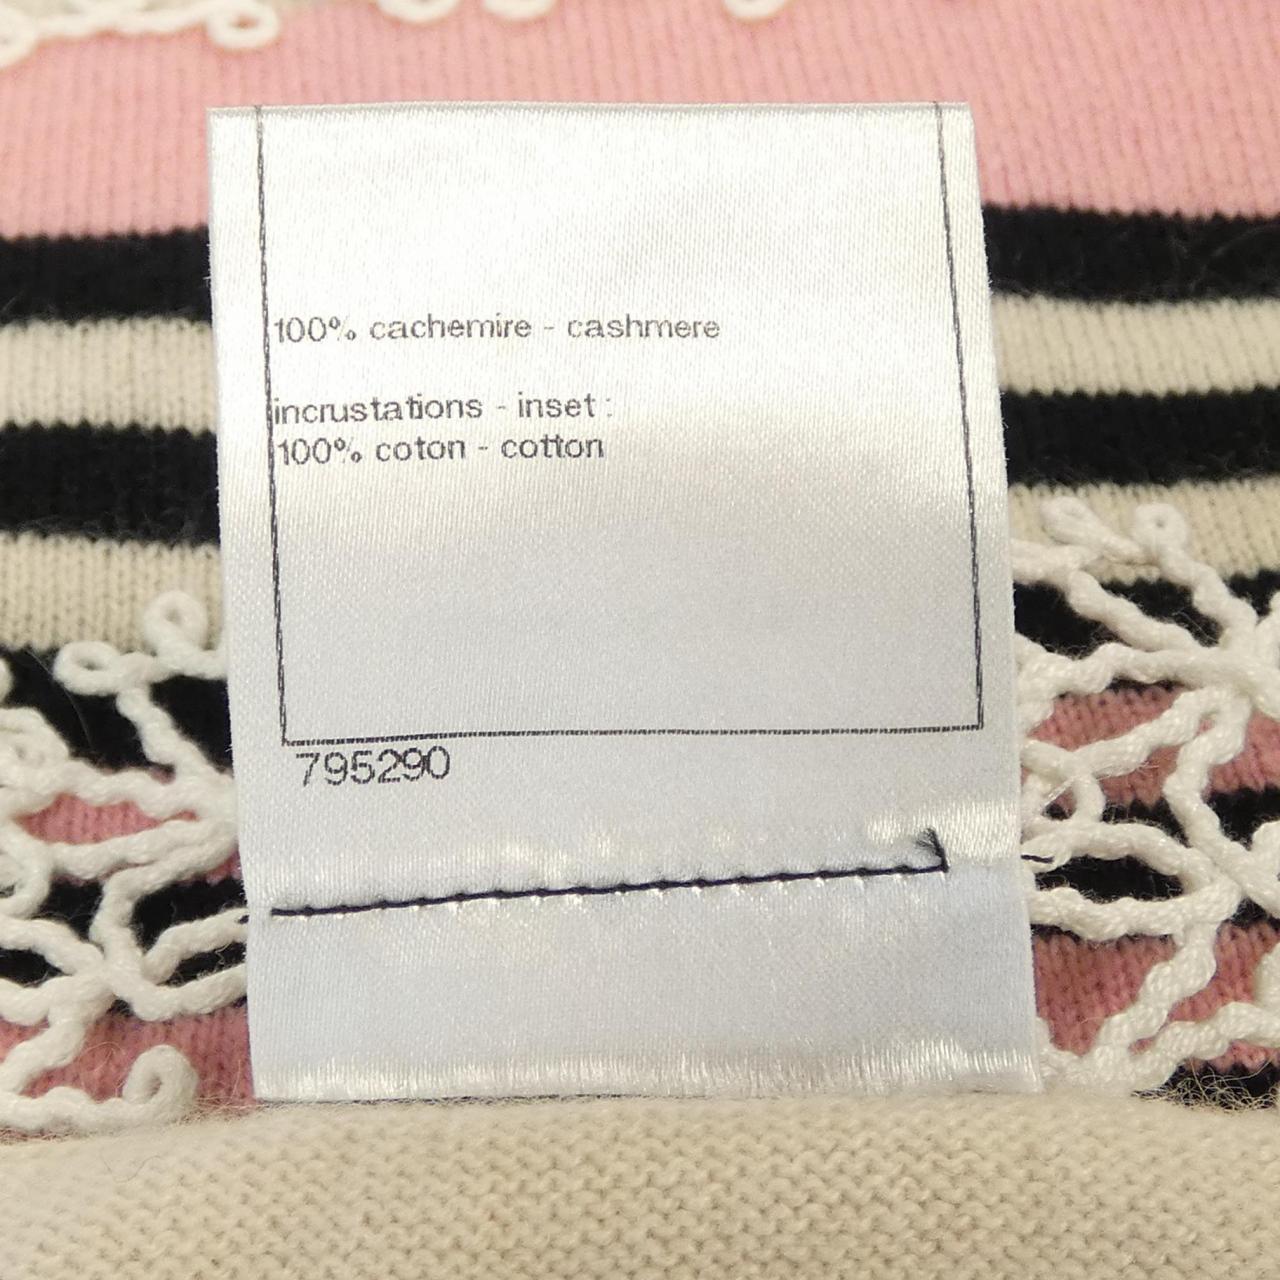 100% cachemire - cashmere
incrustations - inset :
100% coton - cotton
795290